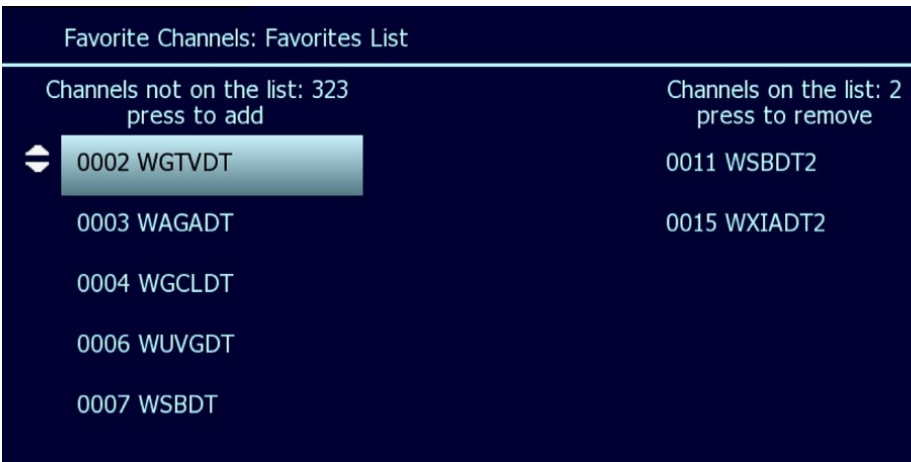 Favorite Channels: Favorites List
Channels not on the list: 323
press to add
0002 WGTVDT
0003 WAGADT
0004 WGCLDT
0006 WUVGDT
0007 WSBDT
Channels on the list: 2
press to remove
0011 WSBDT2
0015 WXIADT2